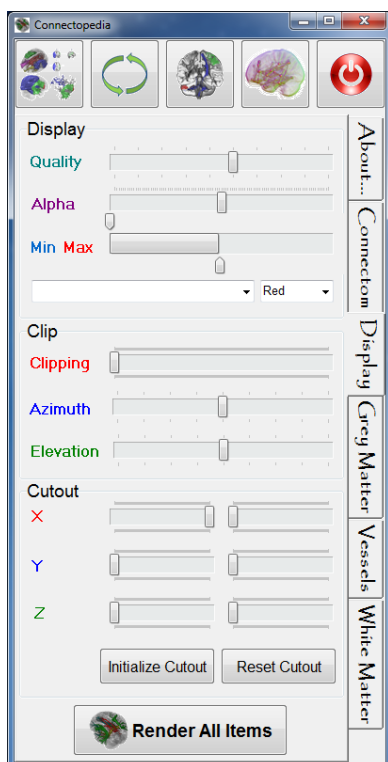 Connectopedia
Display
Quality
Alpha
Min Max
Red
Clip
Clipping
Azimuth
Elevation
Cutout
X
Y
Z
Initialize Cutout Reset Cutout
Render All Items
About...
Connectom
Display
Grey Matter
Vessels
White Matter